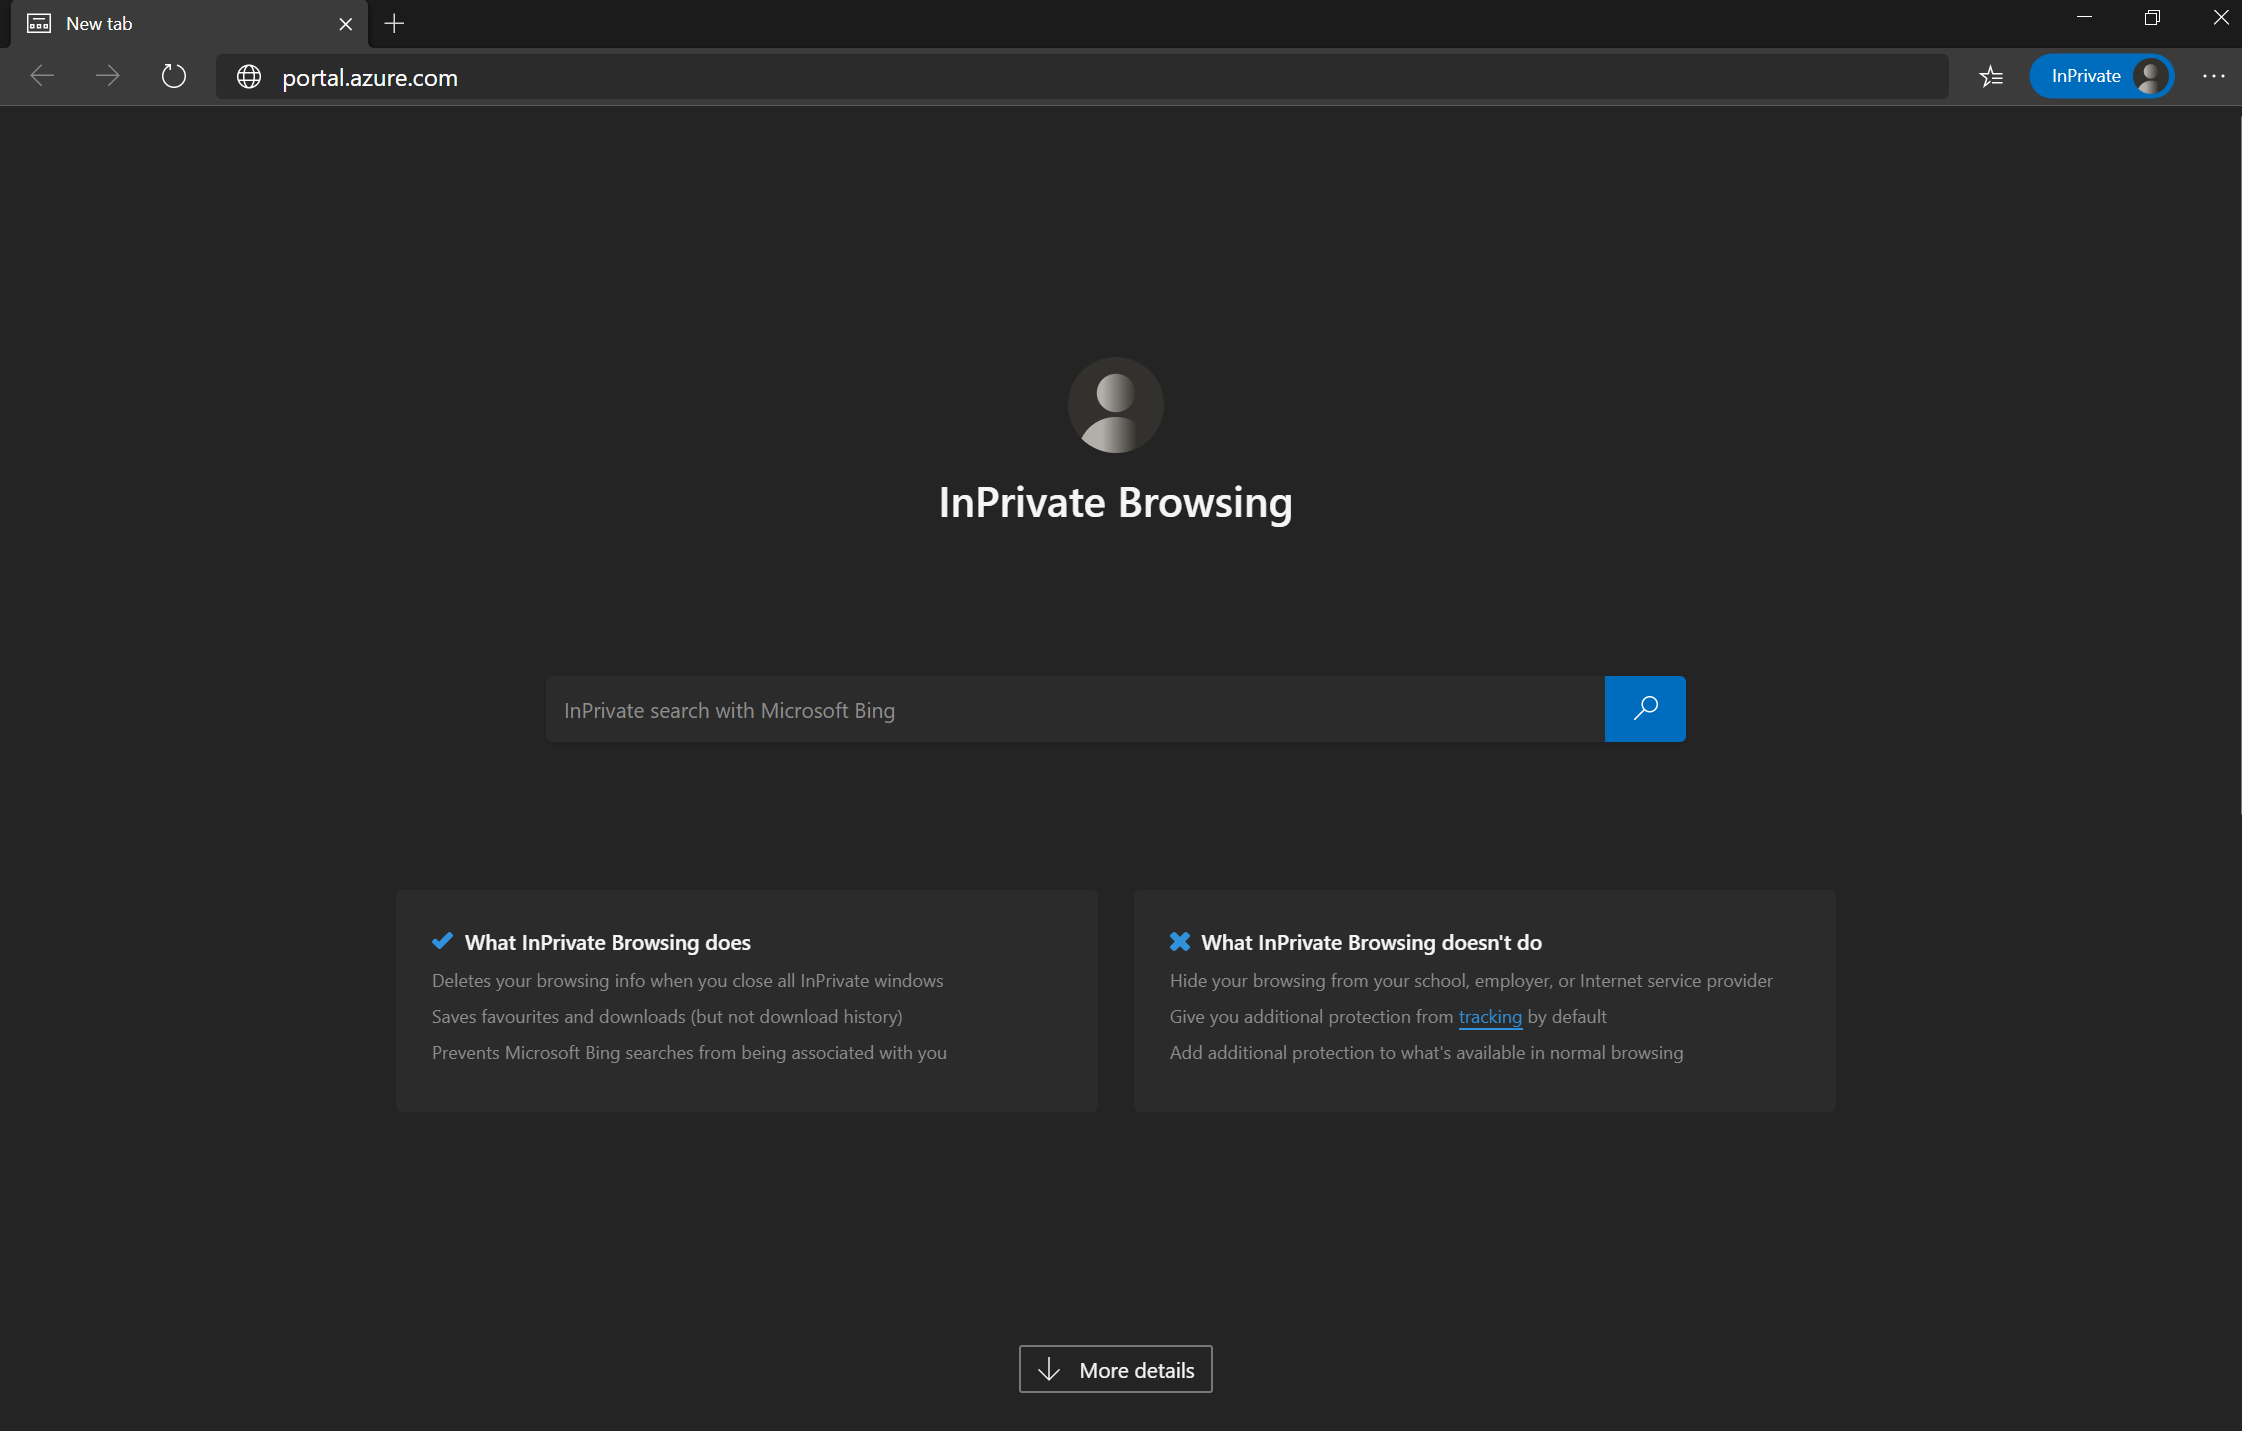 New tab
portal.azure.com
InPrivate
InPrivate Browsing
InPrivate search with Microsoft Bing
What InPrivate Browsing does
Deletes your browsing info when you close all InPrivate windows
Saves favourites and downloads (but not download history)
Prevents Microsoft Bing searches from being associated with you
What InPrivate Browsing doesn't do
Hide your browsing from your school, employer, or Internet service provider
Give you additional protection from tracking by default
Add additional protection to what's available in normal browsing
More details